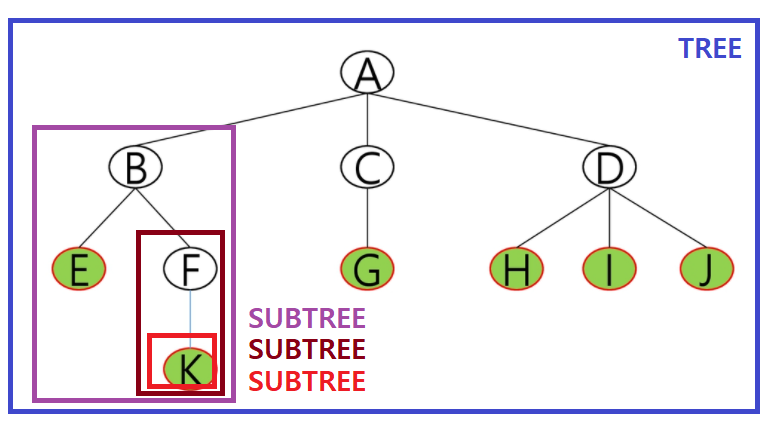 TREE
A
B C D
E F G H I J
SUBTREE
SUBTREE
K
SUBTREE